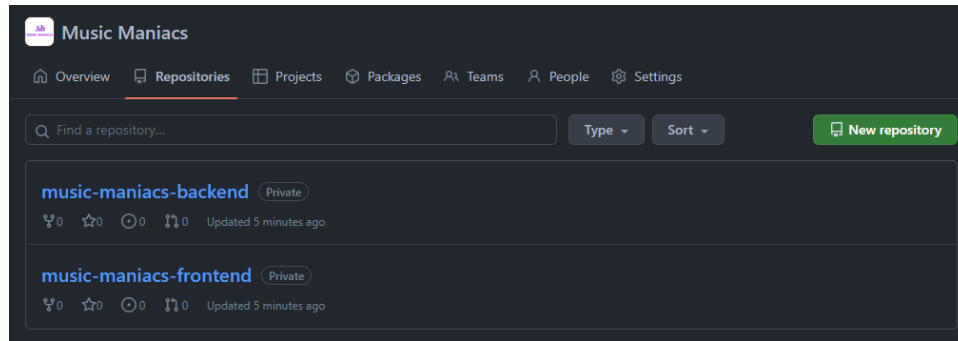 Music Maniacs
Overview Repositories Projects Packages Teams People Settings
Find a repository... Type Sort New repository
music-maniacs-backend Private
0 0 0 0 Updated 5 minutes ago
music-maniacs-frontend Private
0 0 0 0 Updated 5 minutes ago